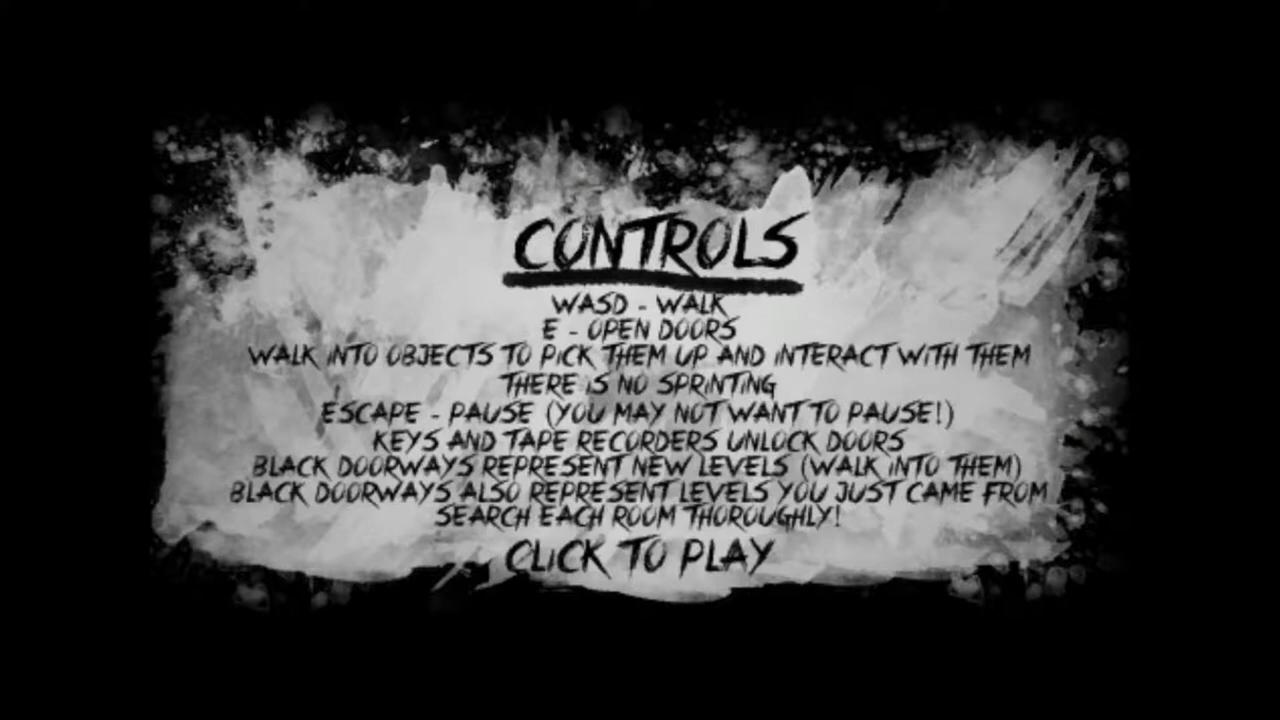 CONTROLS
WASD - WALK
E - OPEN DOORS
WALK INTO OBJECTS TO PICK THEM UP AND INTERACT WITH THEM
THERE IS NO SPRINTING
ESCAPE - PAUSE (YOU MAY NOT WANT TO PAUSE!)
KEYS AND TAPE RECORDERS UNLOCK DOORS
BLACK DOORWAYS REPRESENT NEW LEVELS (WALK INTO THEM)
BLACK DOORWAYS ALSO REPRESENT LEVELS YOU JUST CAME FROM
SEARCH EACH ROOM THOROUGHLY!
CLICK TO PLAY